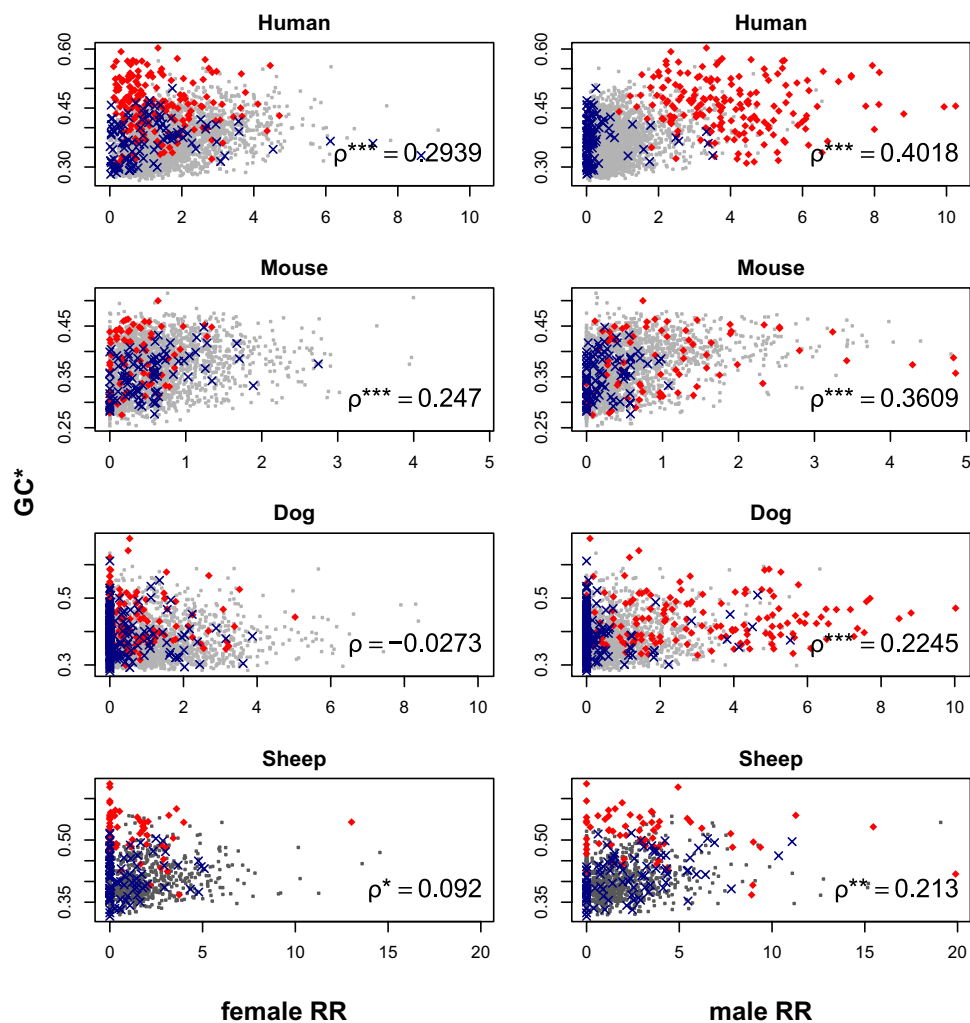 Human
Human
0.60
0.45
0.30
ρ*** = 0.2939
ρ*** = 0.4018
0.60
0.45
0.30
0 2 4 6 8 10
0 2 4 6 8 10
Mouse
Mouse
0.45
0.35
0.25
ρ*** = 0.247
ρ*** = 0.3609
0.45
0.35
0.25
0 1 2 3 4 5
0 1 2 3 4 5
GC*
Dog
Dog
0.5
0.3
ρ = −0.0273
ρ*** = 0.2245
0.5
0.3
0 2 4 6 8 10
0 2 4 6 8 10
Sheep
Sheep
0.50
0.35
ρ* = 0.092
ρ** = 0.213
0.50
0.35
0 5 10 15 20
0 5 10 15 20
female RR
male RR